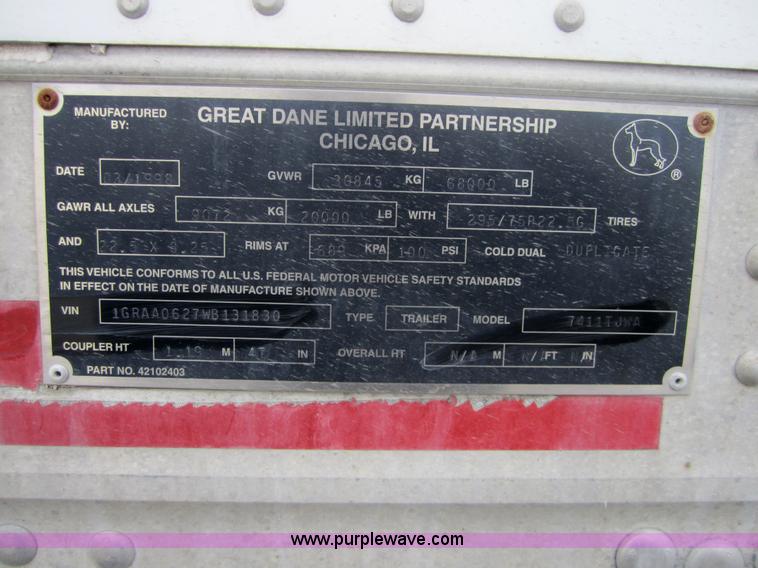 MANUFACTURED BY: GREAT DANE LIMITED PARTNERSHIP
CHICAGO, IL
®
DATE 03/1998 GVWR 30845 KG 68000 LB
GAWR ALL AXLES 9072 KG 20000 LB WITH 295/75R22.5G TIRES
AND 22.5 X 8.25 RIMS AT 689 KPA 100 PSI COLD DUAL DUPLICATE
THIS VEHICLE CONFORMS TO ALL U.S. FEDERAL MOTOR VEHICLE SAFETY STANDARDS
IN EFFECT ON THE DATE OF MANUFACTURE SHOWN ABOVE.
VIN 1GRAA0627WB131830 TYPE TRAILER MODEL 7411TJWA
COUPLER HT 1.19 M 47 IN OVERALL HT N/A M N/ FT N/IN
PART NO. 42102403
www.purplewave.com